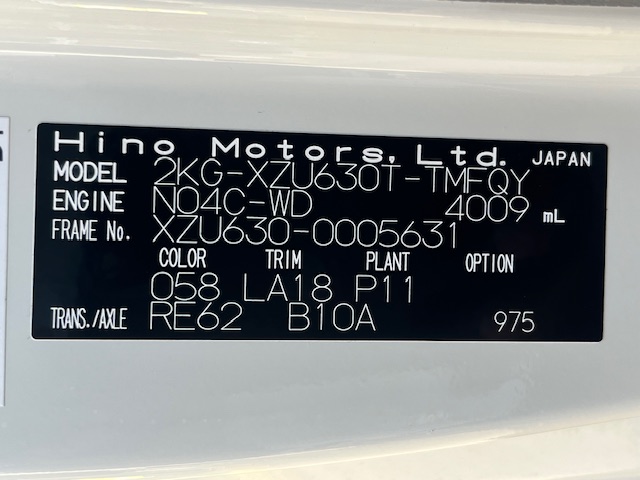 Hino Motors, Ltd. JAPAN
MODEL 2KG-XZU630T-TMFQY
ENGINE N04C-WD 4009 mL
FRAME No. XZU630-0005631
COLOR TRIM PLANT OPTION
058 LA18 P11
TRANS./AXLE RE62 B10A 975